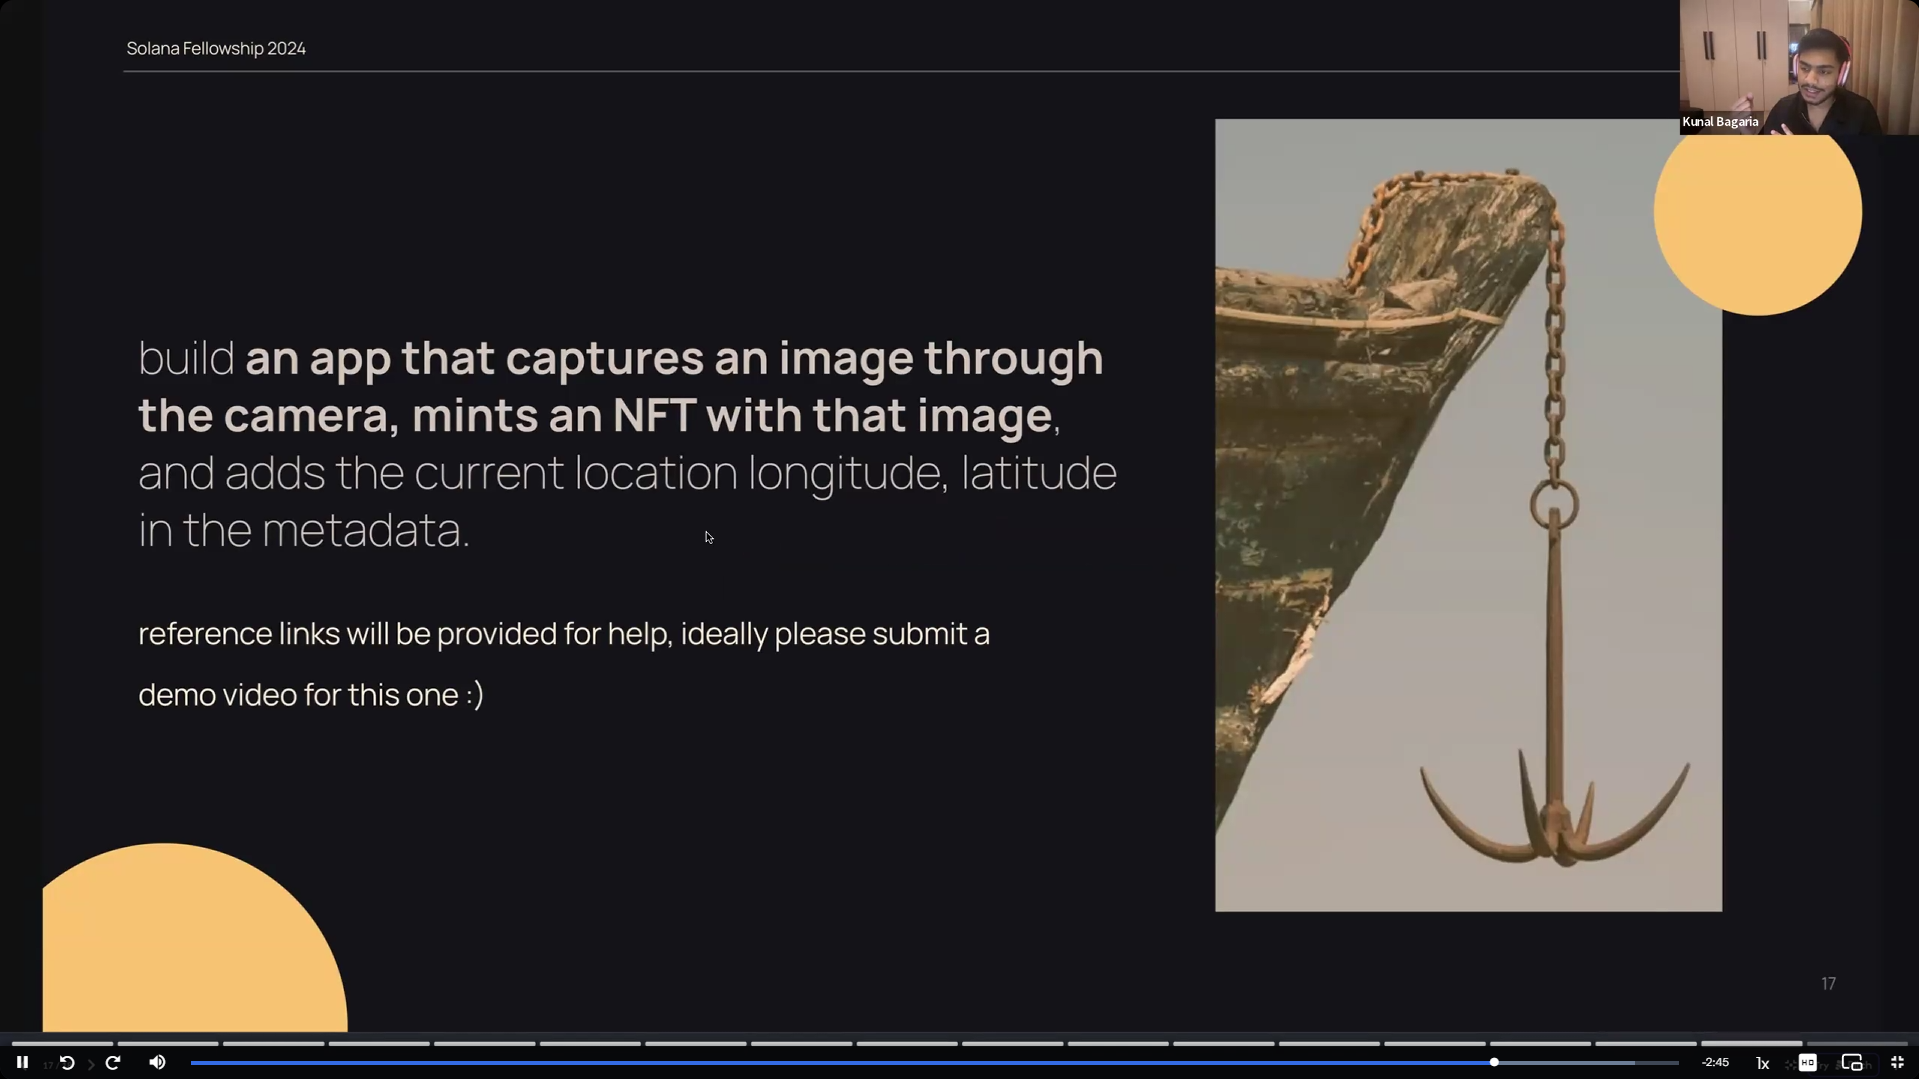 Solana Fellowship 2024
Kunal Bagaria
build an app that captures an image through
the camera, mints an NFT with that image,
and adds the current location longitude, latitude
in the metadata.
reference links will be provided for help, ideally please submit a
demo video for this one :)
17
-2:45
1x
HD